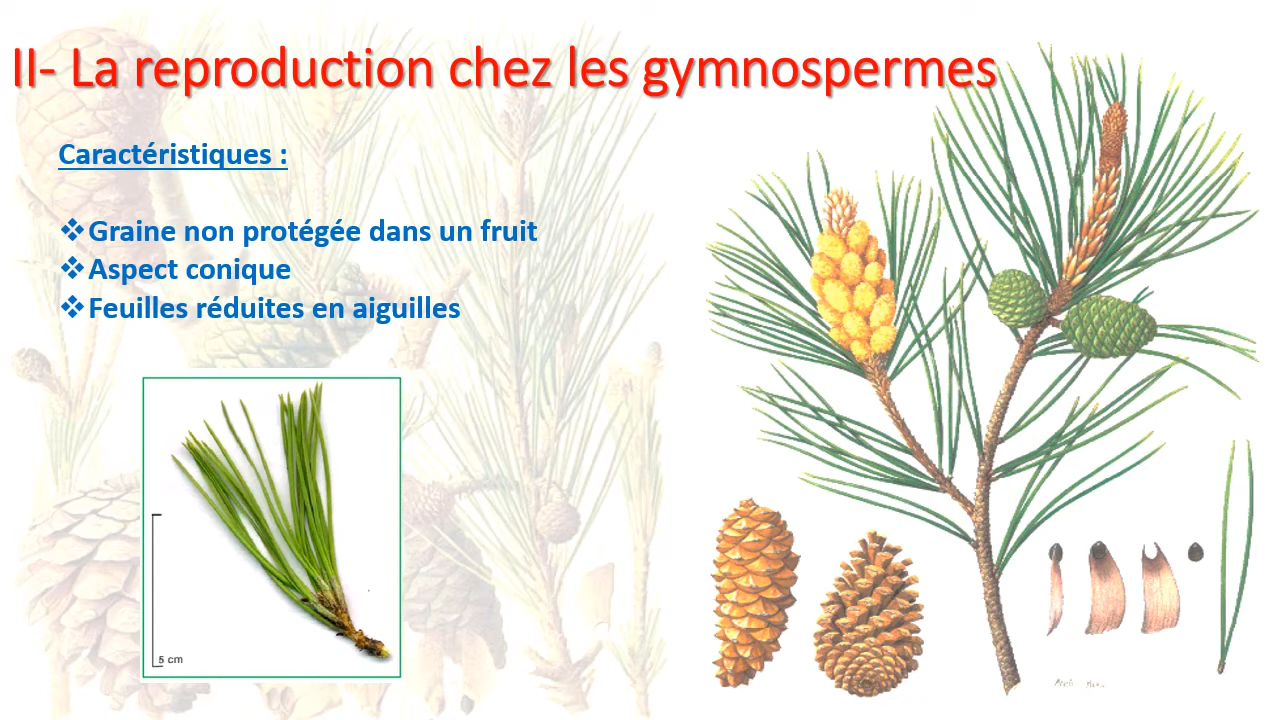 II- La reproduction chez les gymnospermes
Caractéristiques :
❖Graine non protégée dans un fruit
❖Aspect conique
❖Feuilles réduites en aiguilles
5 cm